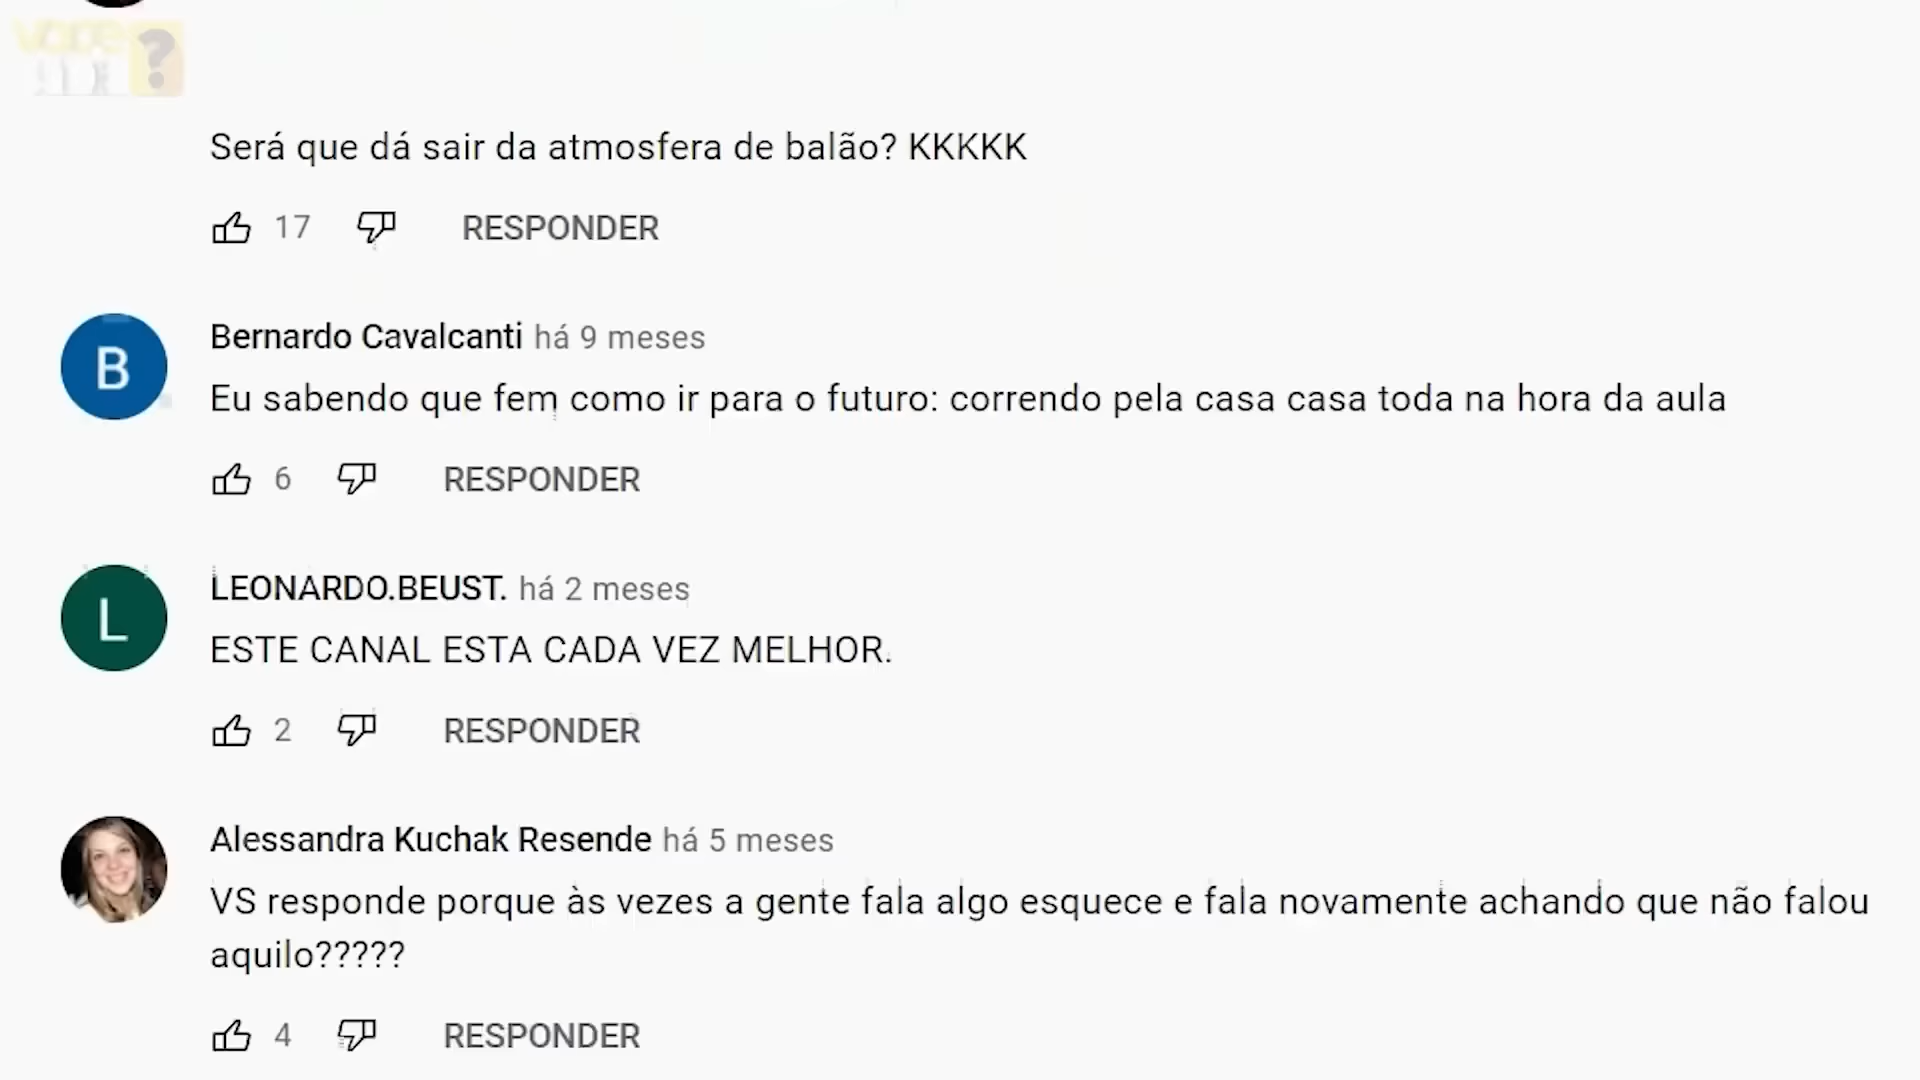 Será que dá sair da atmosfera de balão? KKKKK
17 RESPONDER
B
Bernardo Cavalcanti há 9 meses
Eu sabendo que fem como ir para o futuro: correndo pela casa casa toda na hora da aula
6 RESPONDER
L
LEONARDO.BEUST. há 2 meses
ESTE CANAL ESTA CADA VEZ MELHOR.
2 RESPONDER
Alessandra Kuchak Resende há 5 meses
VS responde porque às vezes a gente fala algo esquece e fala novamente achando que não falou
aquilo?????
4 RESPONDER